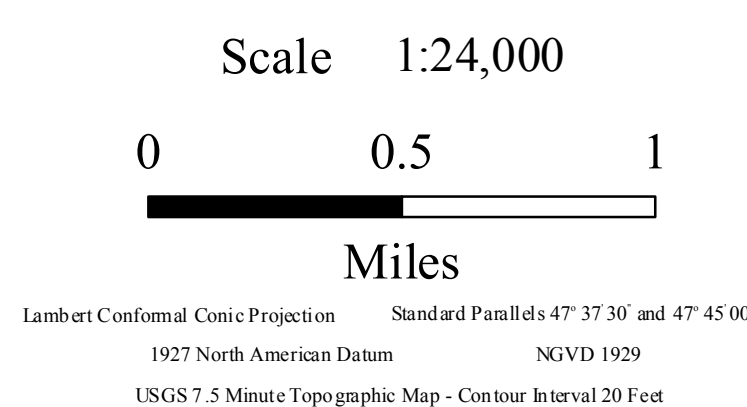 Scale 1:24,000
0 0.5 1
Miles
Lambert Conformal Conic Projection Standard Parallels 47° 37' 30" and 47° 45' 00
1927 North American Datum NGVD 1929
USGS 7.5 Minute Topographic Map - Contour Interval 20 Feet